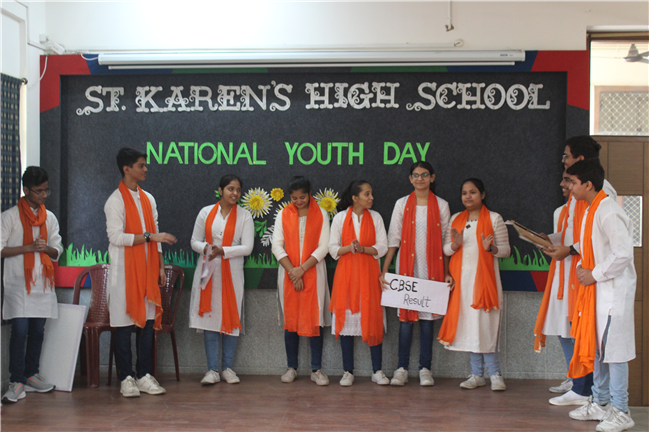 ST. KAREN'S HIGH SCHOOL
NATIONAL YOUTH DAY
CBSE
Result